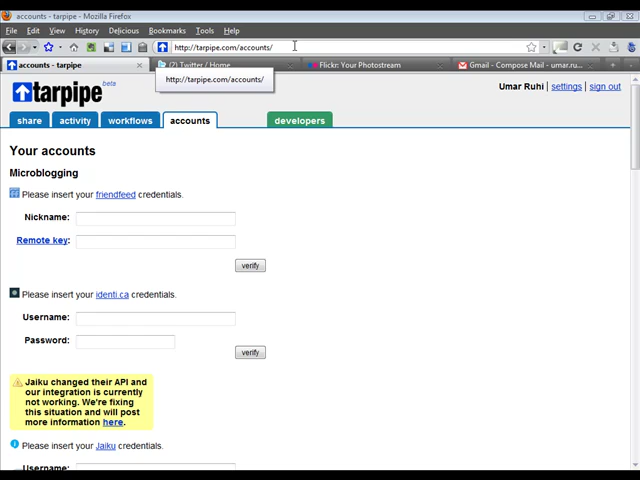 accounts - tarpipe - Mozilla Firefox
File Edit View History Delicious Bookmarks Tools Help
http://tarpipe.com/accounts/
accounts - tarpipe
(2) Twitter / Home
Flickr: Your Photostream
Gmail - Compose Mail - umar.ru...
http://tarpipe.com/accounts/
tarpipe beta
Umar Ruhi | settings | sign out
share activity workflows accounts developers
Your accounts
Microblogging
Please insert your friendfeed credentials.
Nickname:
Remote key:
verify
Please insert your identi.ca credentials.
Username:
Password:
verify
Jaiku changed their API and
our integration is currently
not working. We're fixing
this situation and will post
more information here.
Please insert your Jaiku credentials.
Username: